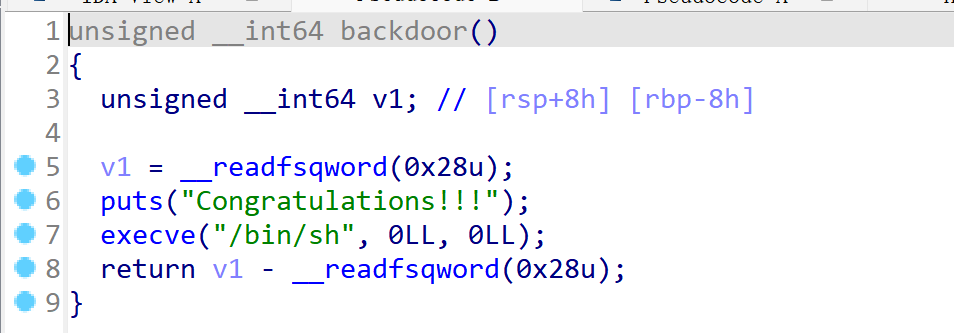 1 unsigned __int64 backdoor()
2 {
3 unsigned __int64 v1; // [rsp+8h] [rbp-8h]
4
5 v1 = __readfsqword(0x28u);
6 puts("Congratulations!!!");
7 execve("/bin/sh", 0LL, 0LL);
8 return v1 - __readfsqword(0x28u);
9 }